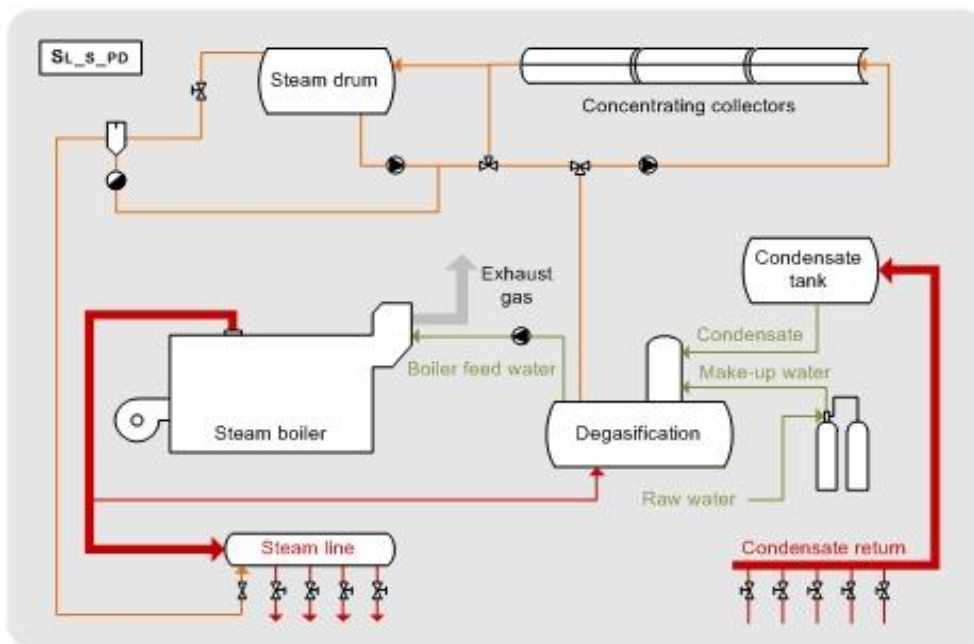 SL_S_PD
Steam drum
Concentrating collectors
Condensate
tank
Exhaust
gas
Condensate
Boiler feed water
Make-up water
Steam boiler
Degasification
Raw water
Steam line
Condensate return